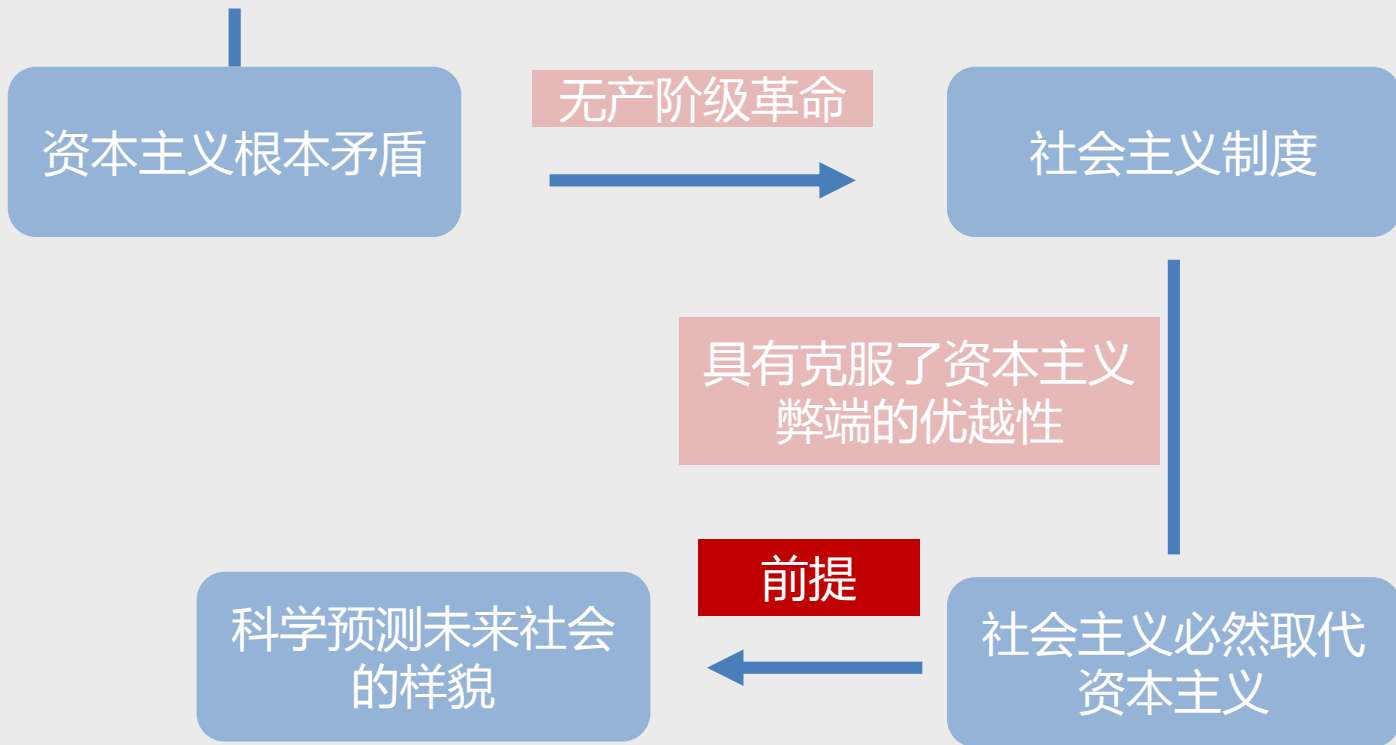 无产阶级革命
资本主义根本矛盾
社会主义制度
具有克服了资本主义
弊端的优越性
前提
科学预测未来社会
的样貌
社会主义必然取代
资本主义